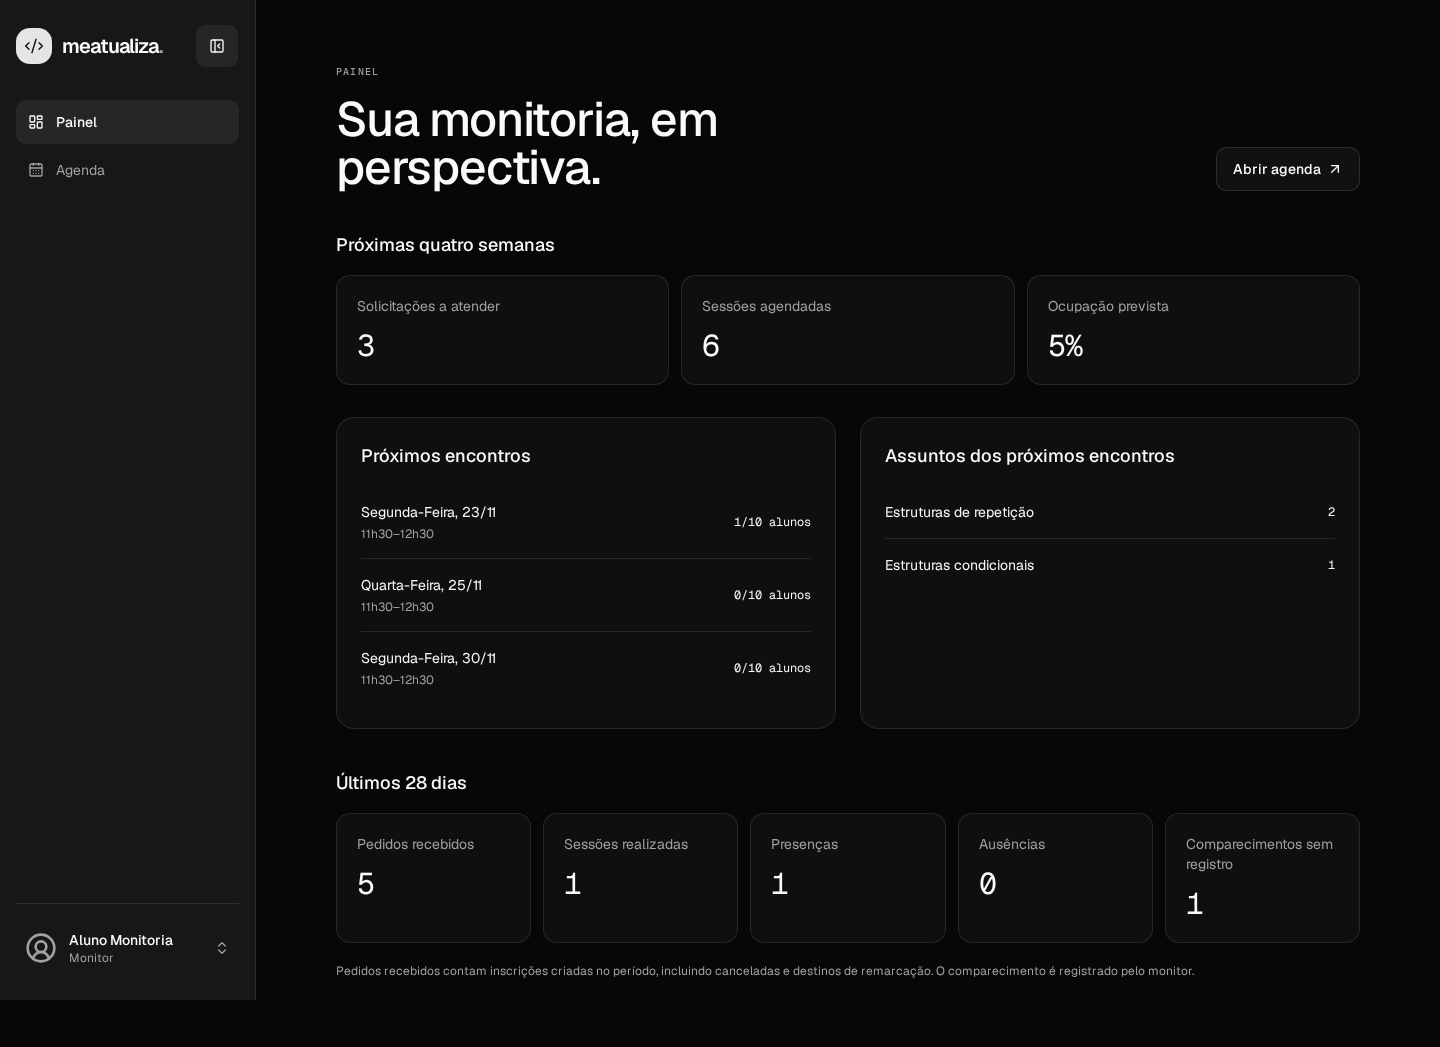 meatualiza.
Painel
Agenda
Aluno Monitoria
Monitor
PAINEL
Sua monitoria, em
perspectiva.
Abrir agenda
Próximas quatro semanas
Solicitações a atender
3
Sessões agendadas
6
Ocupação prevista
5%
Próximos encontros
Segunda-Feira, 23/11
11h30–12h30
1/10 alunos
Quarta-Feira, 25/11
11h30–12h30
0/10 alunos
Segunda-Feira, 30/11
11h30–12h30
0/10 alunos
Assuntos dos próximos encontros
Estruturas de repetição
2
Estruturas condicionais
1
Últimos 28 dias
Pedidos recebidos
5
Sessões realizadas
1
Presenças
1
Ausências
0
Comparecimentos sem
registro
1
Pedidos recebidos contam inscrições criadas no período, incluindo canceladas e destinos de remarcação. O comparecimento é registrado pelo monitor.